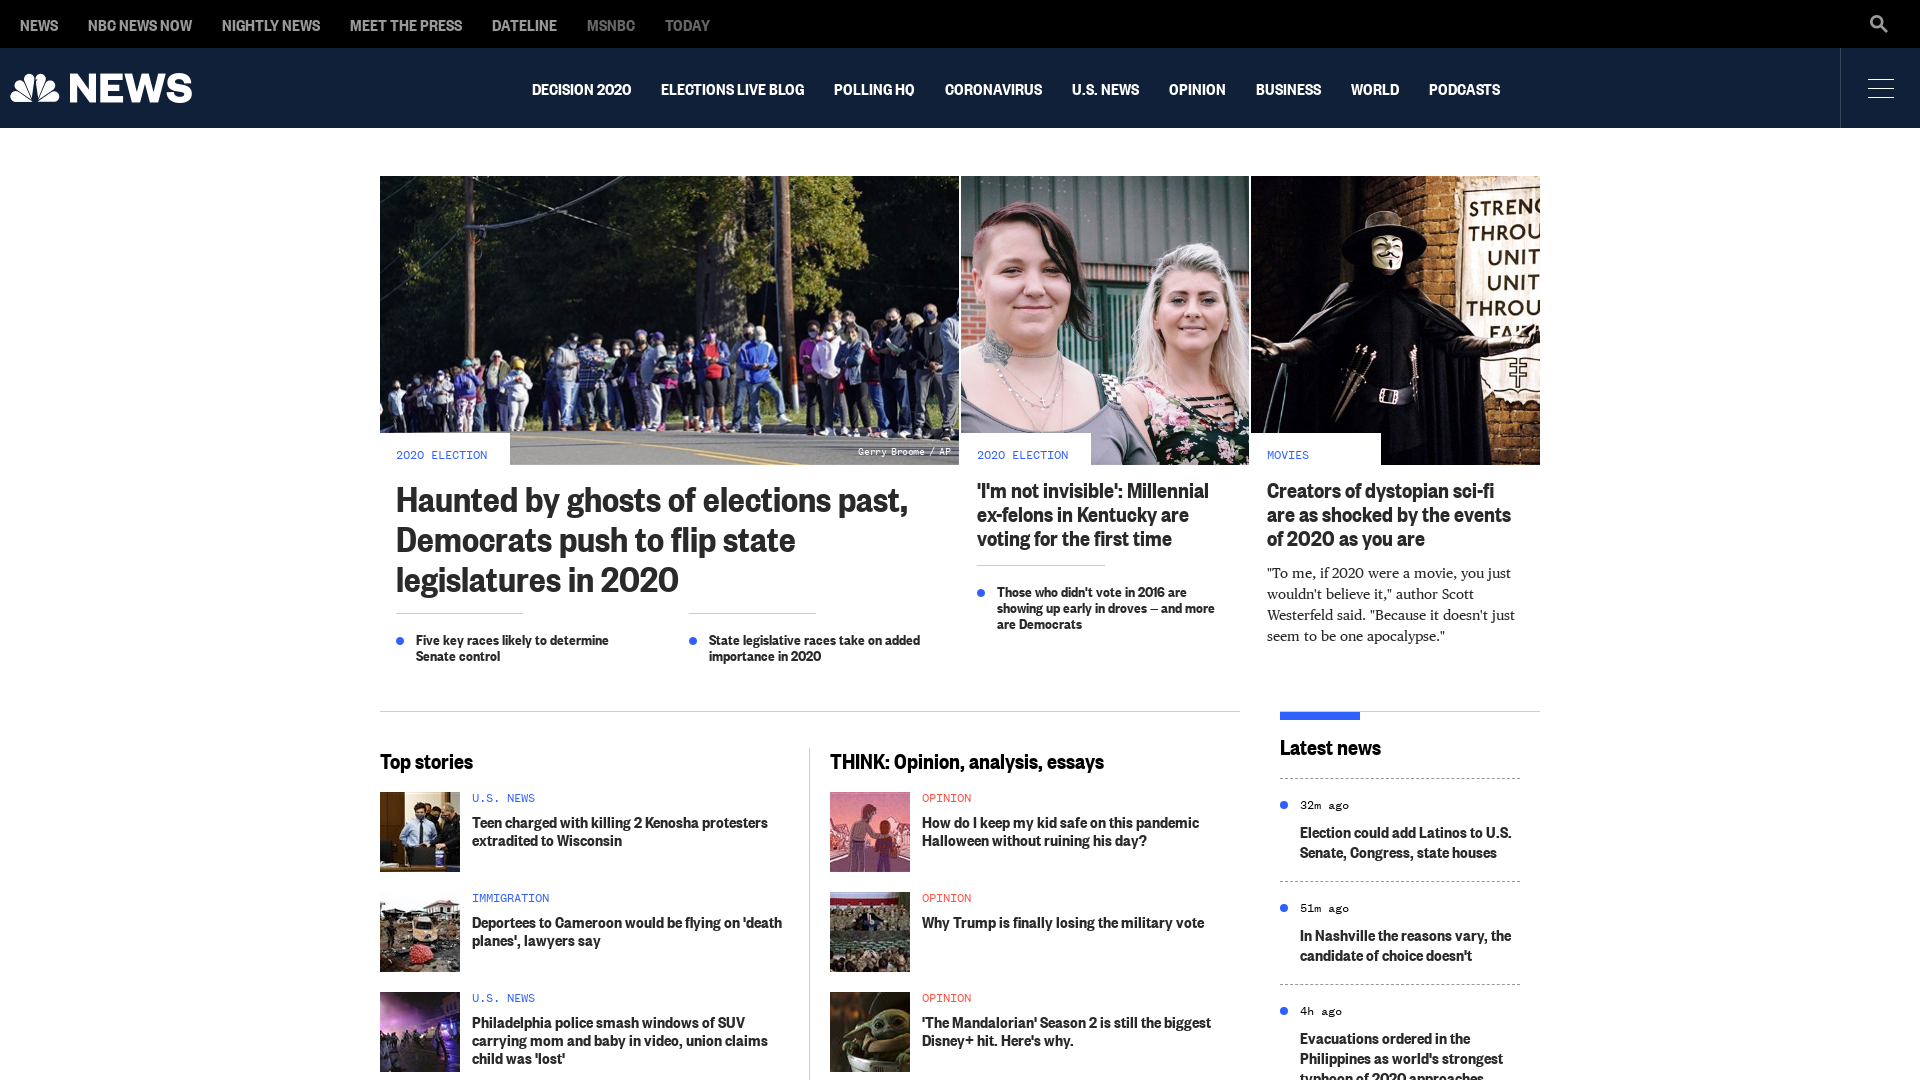 NEWS NBC NEWS NOW NIGHTLY NEWS MEET THE PRESS DATELINE MSNBC TODAY
NEWS
DECISION 2020 ELECTIONS LIVE BLOG POLLING HQ CORONAVIRUS U.S. NEWS OPINION BUSINESS WORLD PODCASTS
Gerry Broome / AP
2020 ELECTION
Haunted by ghosts of elections past,
Democrats push to flip state
legislatures in 2020
Five key races likely to determine
Senate control
State legislative races take on added
importance in 2020
2020 ELECTION
'I'm not invisible': Millennial
ex-felons in Kentucky are
voting for the first time
Those who didn't vote in 2016 are
showing up early in droves — and more
are Democrats
STRENG
THROU
UNIT
UNIT
THROU
FAIT
MOVIES
Creators of dystopian sci-fi
are as shocked by the events
of 2020 as you are
"To me, if 2020 were a movie, you just
wouldn't believe it," author Scott
Westerfeld said. "Because it doesn't just
seem to be one apocalypse."
Top stories
U.S. NEWS
Teen charged with killing 2 Kenosha protesters
extradited to Wisconsin
IMMIGRATION
Deportees to Cameroon would be flying on 'death
planes', lawyers say
U.S. NEWS
Philadelphia police smash windows of SUV
carrying mom and baby in video, union claims
child was 'lost'
THINK: Opinion, analysis, essays
OPINION
How do I keep my kid safe on this pandemic
Halloween without ruining his day?
OPINION
Why Trump is finally losing the military vote
OPINION
'The Mandalorian' Season 2 is still the biggest
Disney+ hit. Here's why.
Latest news
32m ago
Election could add Latinos to U.S.
Senate, Congress, state houses
51m ago
In Nashville the reasons vary, the
candidate of choice doesn't
4h ago
Evacuations ordered in the
Philippines as world's strongest
typhoon of 2020 approaches